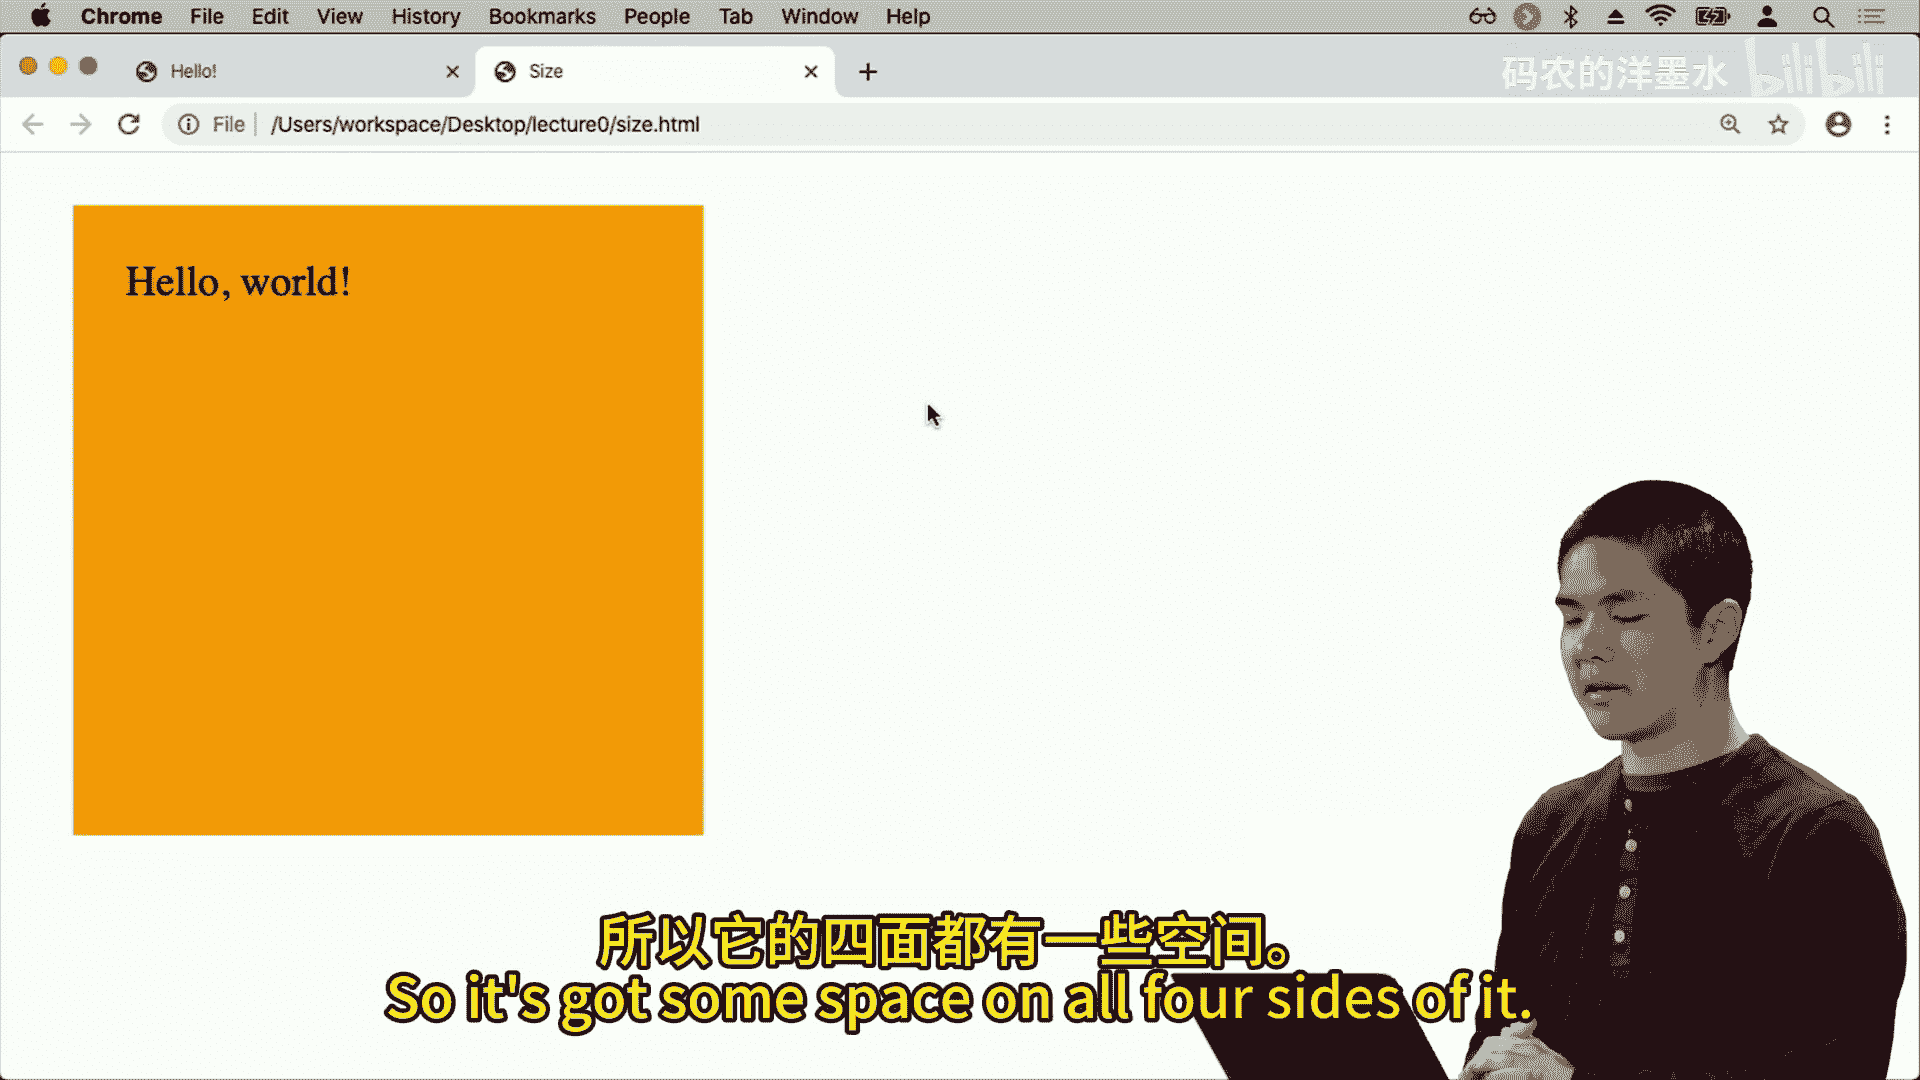 Chrome File Edit View History Bookmarks People Tab Window Help
Hello! Size
码农的洋墨水 bilibili
File /Users/workspace/Desktop/lecture0/size.html
Hello, world!
所以它的四面都有一些空间。
So it's got some space on all four sides of it.